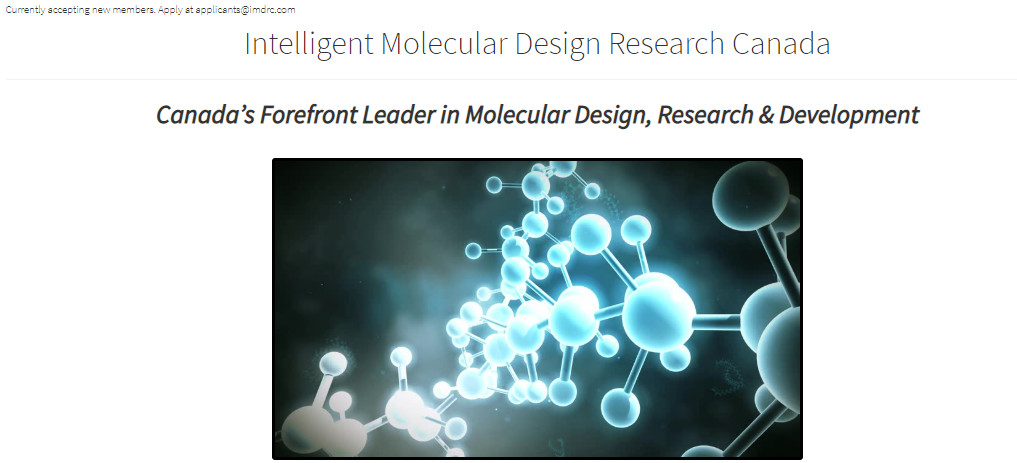 Currently accepting new members. Apply at applicants@imdrc.com
Intelligent Molecular Design Research Canada
Canada’s Forefront Leader in Molecular Design, Research & Development